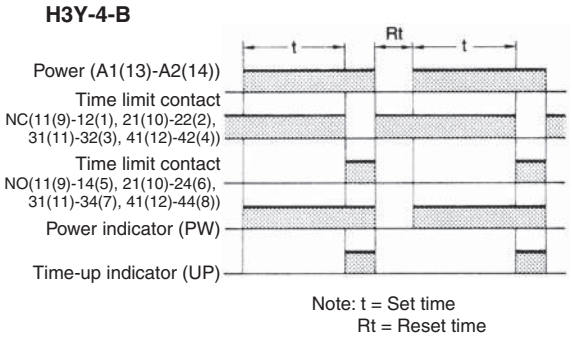 H3Y-4-B
t
Rt
t
Power (A1(13)-A2(14))
Time limit contact
NC(11(9)-12(1), 21(10)-22(2),
31(11)-32(3), 41(12)-42(4))
Time limit contact
NO(11(9)-14(5), 21(10)-24(6),
31(11)-34(7), 41(12)-44(8))
Power indicator (PW)
Time-up indicator (UP)
Note: t = Set time
Rt = Reset time